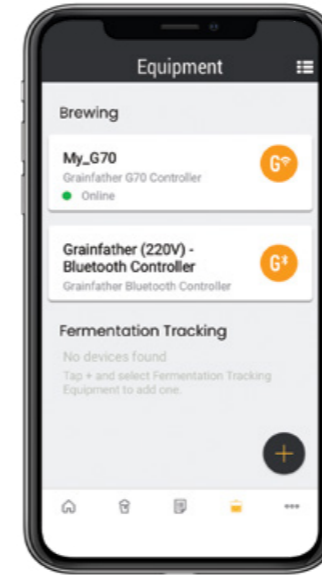 Equipment
Brewing
My_G70
Grainfather G70 Controller
Online
G
Grainfather (220V) -
Bluetooth Controller
Grainfather Bluetooth Controller
G
Fermentation Tracking
No devices found
Tap + and select Fermentation Tracking
Equipment to add one.
+